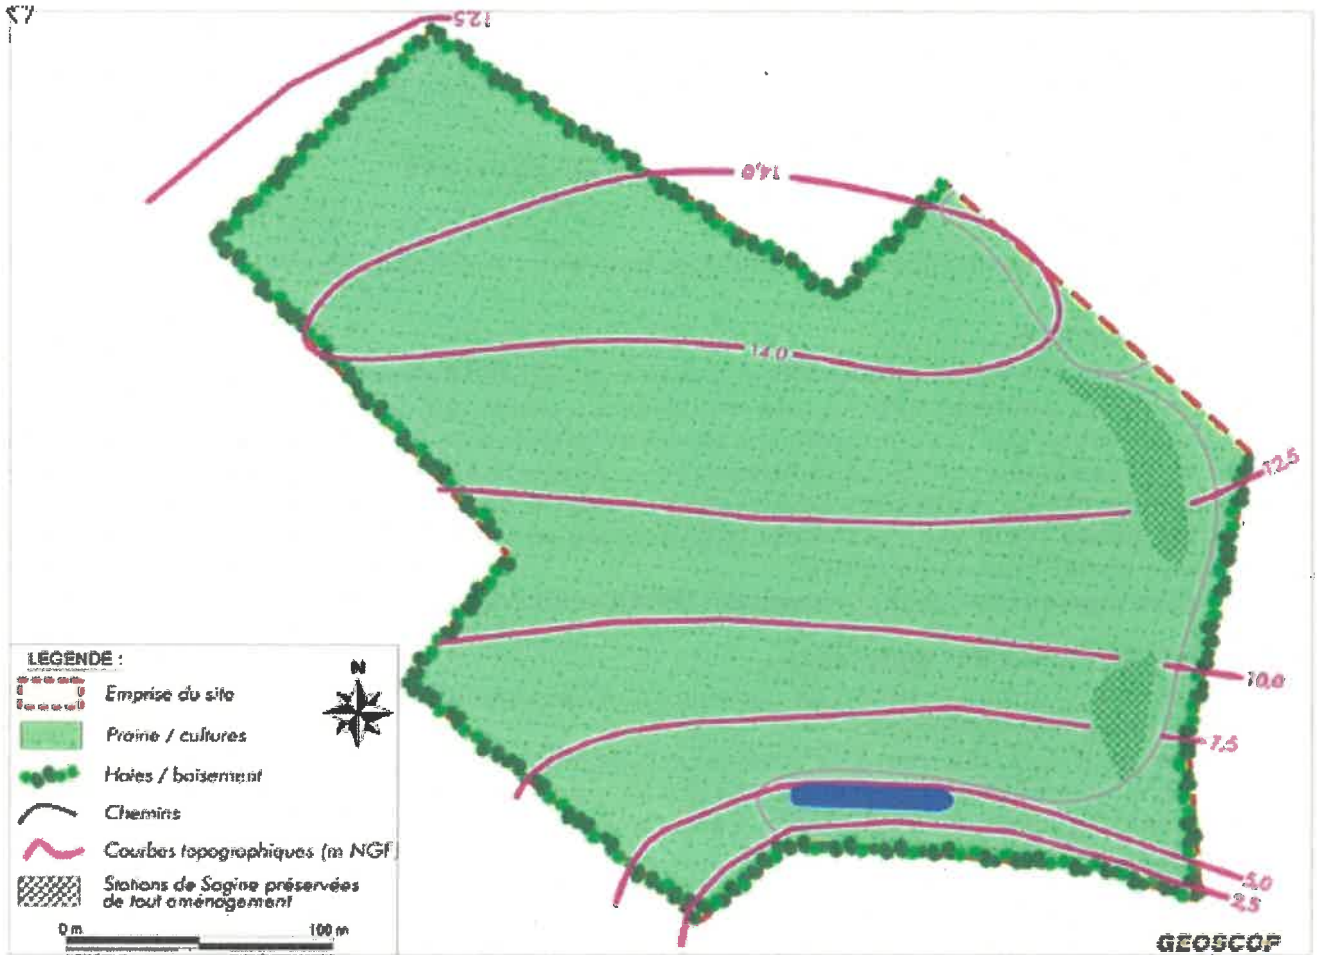 12.5
14,0
14.0
12,5
10,0
7,5
5,0
2,5
LEGENDE :
N
Emprise du site
Prairie / cultures
Haies / boisement
Chemins
Courbes topographiques (m NGF)
Stations de Sagine préservées
de tout aménagement
0 m 100 m
GEOSCOP